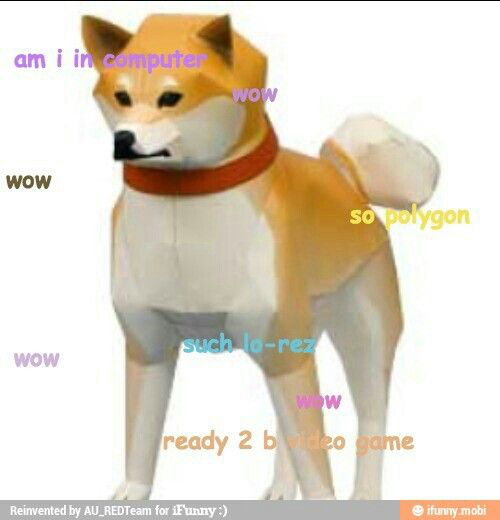 am i in computer
wow
wow
so polygon
such lo-rez
wow
wow
ready 2 b video game
Reinvented by AU_REDTeam for iFunny :)
ifunny.mobi